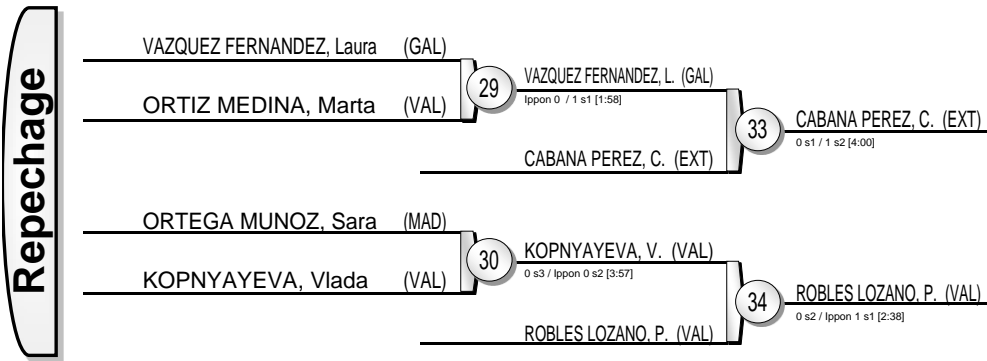 Repechage
VAZQUEZ FERNANDEZ, Laura (GAL)
ORTIZ MEDINA, Marta (VAL)
29
VAZQUEZ FERNANDEZ, L. (GAL)
Ippon 0 / 1 s1 [1:58]
CABANA PEREZ, C. (EXT)
33
CABANA PEREZ, C. (EXT)
0 s1 / 1 s2 [4:00]
ORTEGA MUNOZ, Sara (MAD)
KOPNYAYEVA, Vlada (VAL)
30
KOPNYAYEVA, V. (VAL)
0 s3 / Ippon 0 s2 [3:57]
ROBLES LOZANO, P. (VAL)
34
ROBLES LOZANO, P. (VAL)
0 s2 / Ippon 1 s1 [2:38]